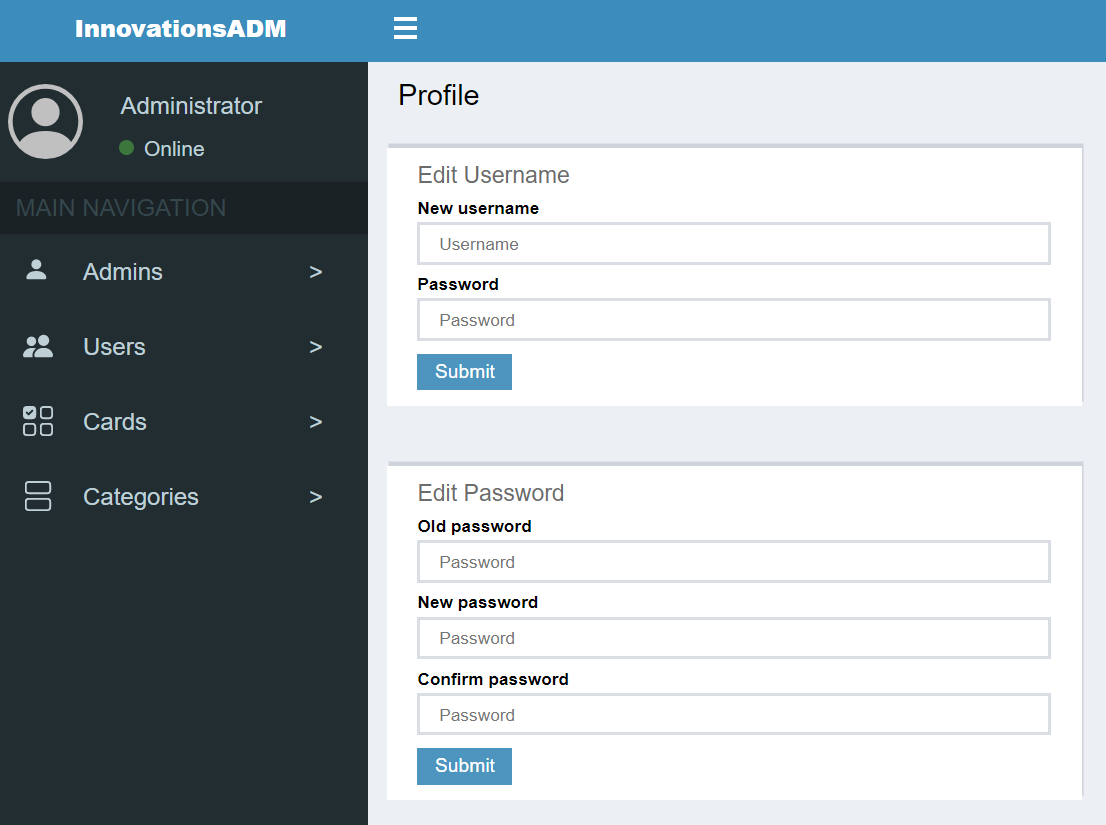 InnovationsADM
Administrator
Online
MAIN NAVIGATION
Admins >
Users >
Cards >
Categories >
Profile
Edit Username
New username
Username
Password
Password
Submit
Edit Password
Old password
Password
New password
Password
Confirm password
Password
Submit